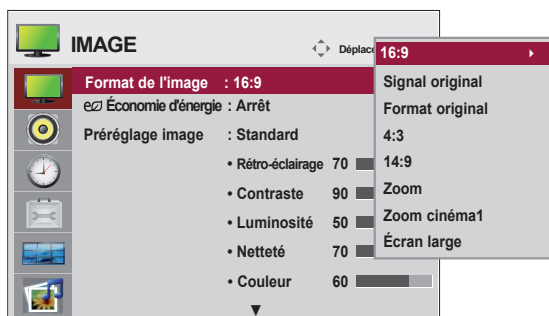 IMAGE
Déplac
Format de l'image : 16:9
Économie d'énergie : Arrêt
Préréglage image : Standard
• Rétro-éclairage 70
• Contraste 90
• Luminosité 50
• Netteté 70
• Couleur 60
16:9
Signal original
Format original
4:3
14:9
Zoom
Zoom cinéma1
Écran large